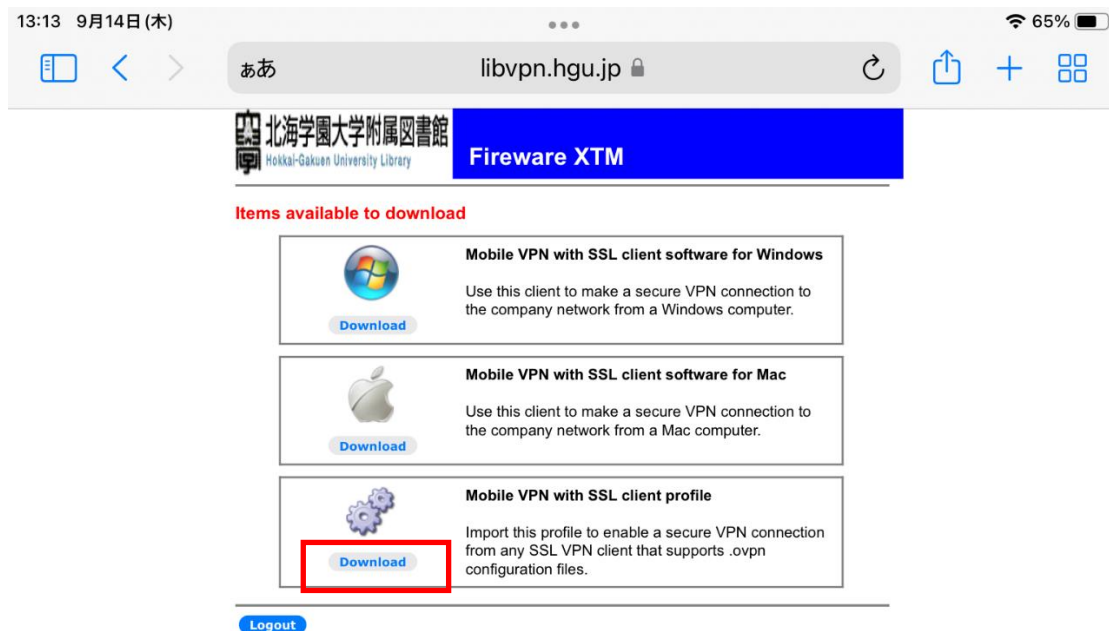 13:13 9月14日(木)
65%
ああ
libvpn.hgu.jp
北海学園大学附属図書館
Hokkai-Gakuen University Library
Fireware XTM
Items available to download
Mobile VPN with SSL client software for Windows
Use this client to make a secure VPN connection to
the company network from a Windows computer.
Download
Mobile VPN with SSL client software for Mac
Use this client to make a secure VPN connection to
the company network from a Mac computer.
Download
Mobile VPN with SSL client profile
Import this profile to enable a secure VPN connection
from any SSL VPN client that supports .ovpn
configuration files.
Download
Logout